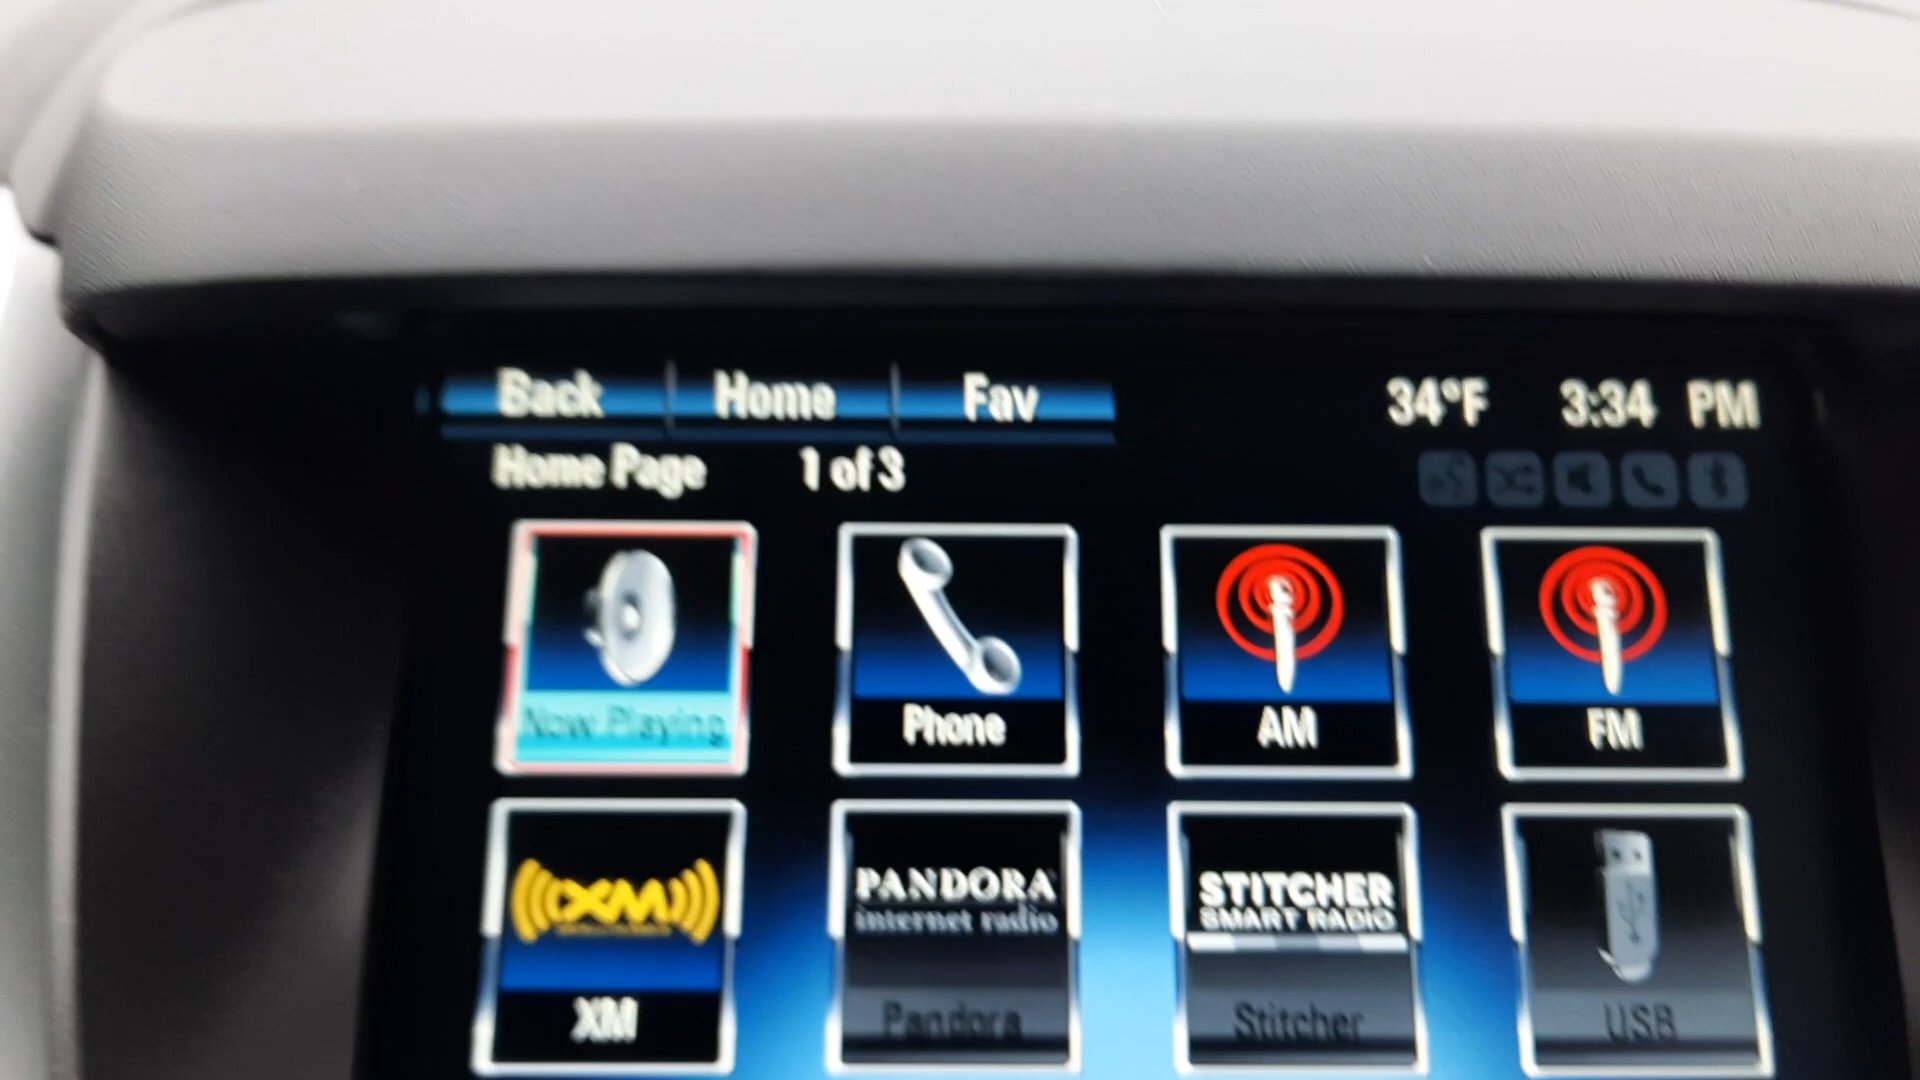 Back Home Fav 34°F 3:34 PM
Home Page 1 of 3
Now Playing Phone AM FM
XM PANDORA STITCHER
internet radio SMART RADIO
XM Pandora Stitcher USB